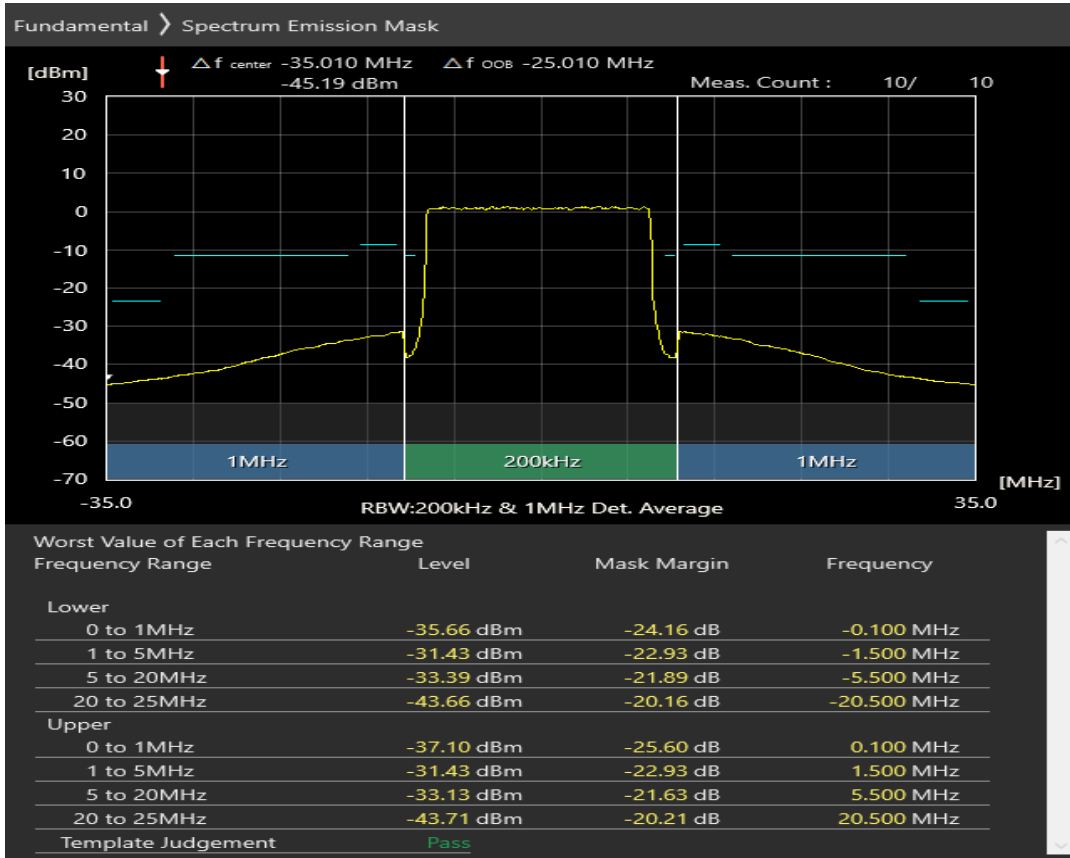 Fundamental ❯ Spectrum Emission Mask
△f center -35.010 MHz △f OOB -25.010 MHz
[dBm]
-45.19 dBm Meas. Count : 10/ 10
30
20
10
0
-10
-20
-30
-40
-50
-60
1MHz 200kHz 1MHz
-70
[MHz]
-35.0 RBW:200kHz & 1MHz Det. Average 35.0
Worst Value of Each Frequency Range
Frequency Range Level Mask Margin Frequency
Lower
0 to 1MHz -35.66 dBm -24.16 dB -0.100 MHz
1 to 5MHz -31.43 dBm -22.93 dB -1.500 MHz
5 to 20MHz -33.39 dBm -21.89 dB -5.500 MHz
20 to 25MHz -43.66 dBm -20.16 dB -20.500 MHz
Upper
0 to 1MHz -37.10 dBm -25.60 dB 0.100 MHz
1 to 5MHz -31.43 dBm -22.93 dB 1.500 MHz
5 to 20MHz -33.13 dBm -21.63 dB 5.500 MHz
20 to 25MHz -43.71 dBm -20.21 dB 20.500 MHz
Template Judgement Pass